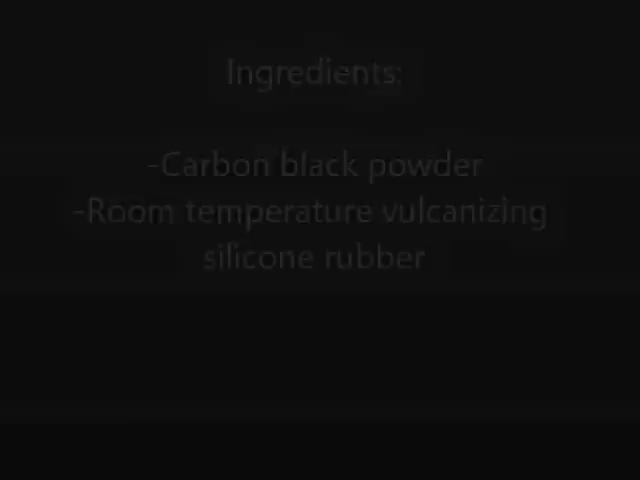 Ingredients:
-Carbon black powder
-Room temperature vulcanizing
silicone rubber